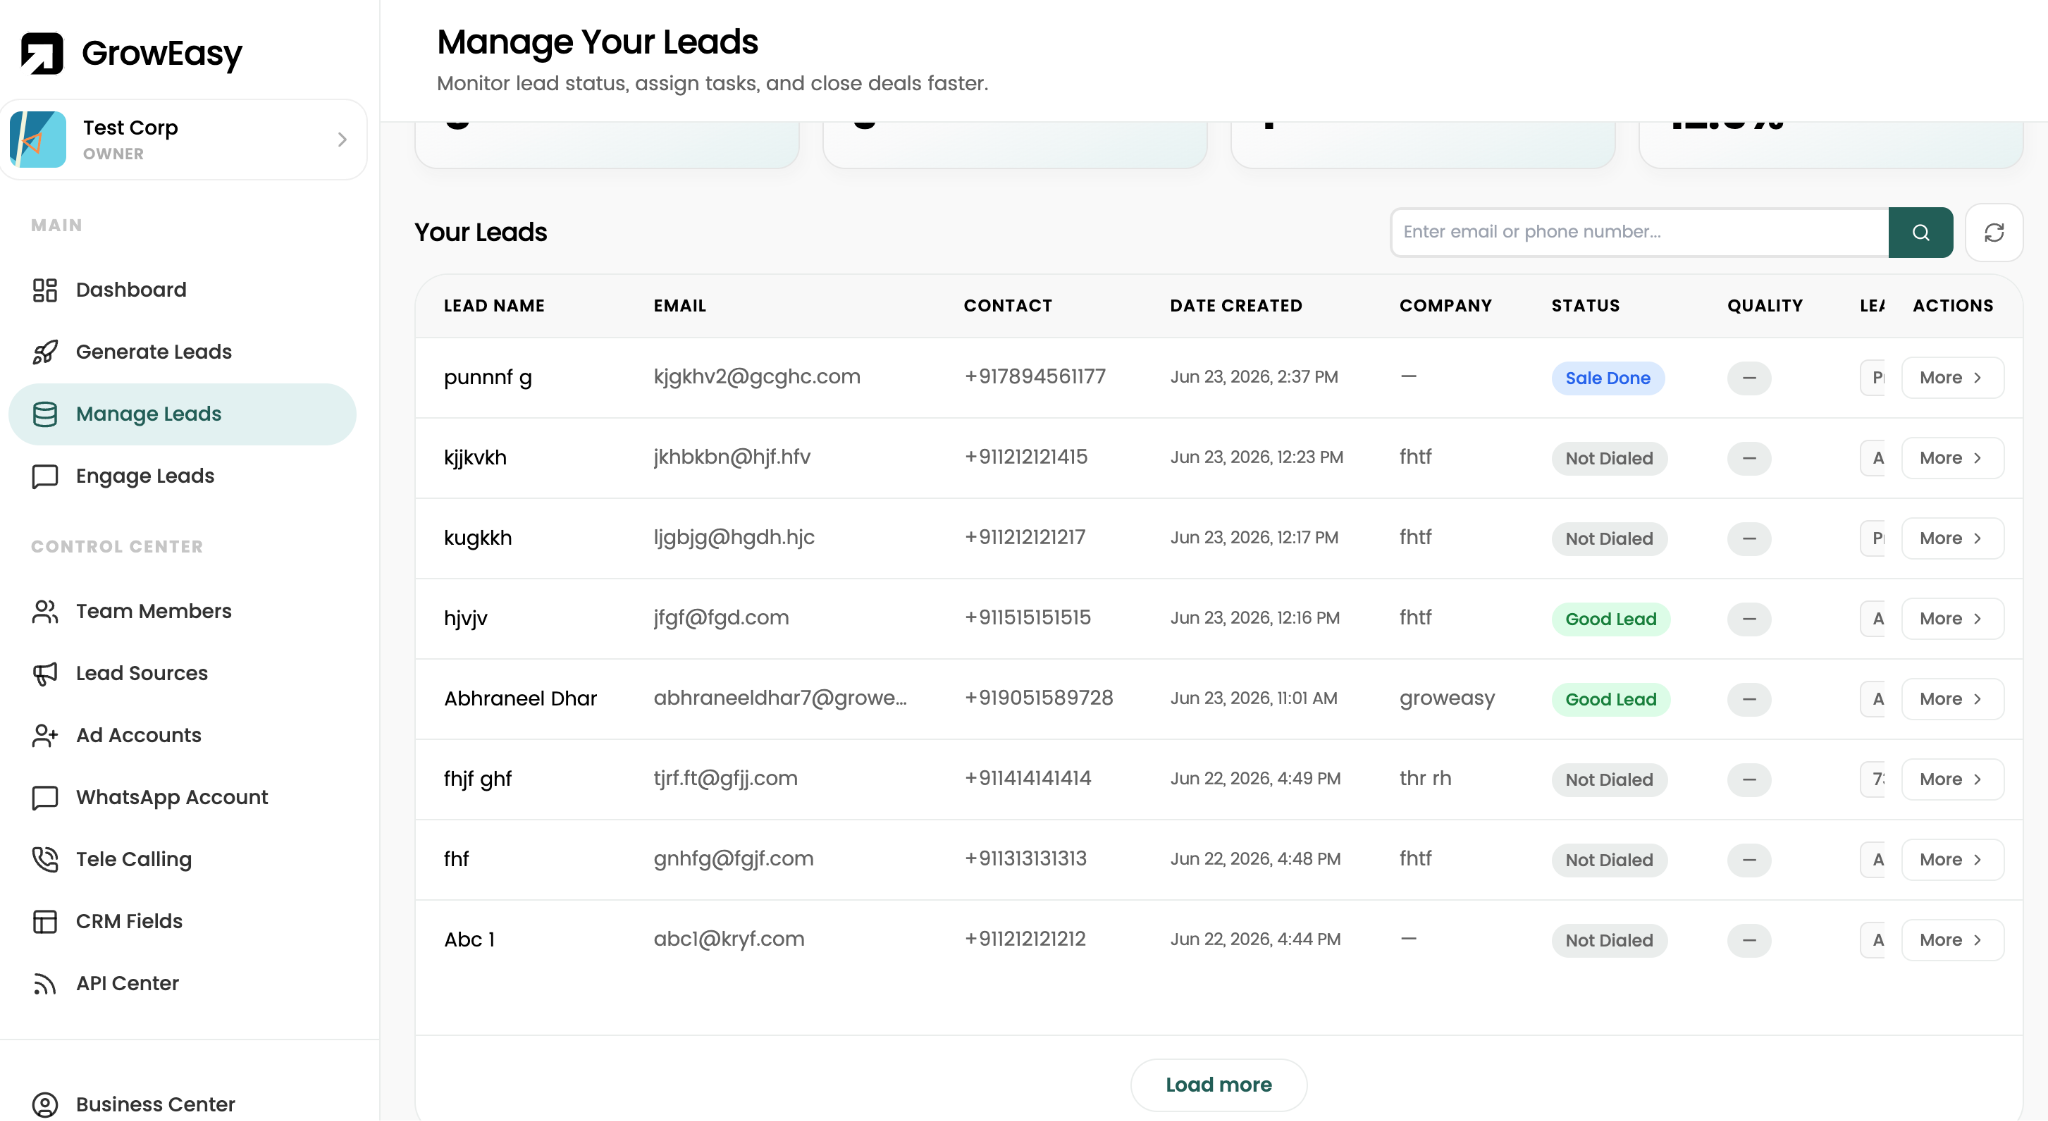 GrowEasy
Test Corp
OWNER
MAIN
Dashboard
Generate Leads
Manage Leads
Engage Leads
CONTROL CENTER
Team Members
Lead Sources
Ad Accounts
WhatsApp Account
Tele Calling
CRM Fields
API Center
Business Center
Manage Your Leads
Monitor lead status, assign tasks, and close deals faster.
Your Leads
Enter email or phone number...
LEAD NAME EMAIL CONTACT DATE CREATED COMPANY STATUS QUALITY ACTIONS
punnnf g kjgkhv2@gcghc.com +917894561177 Jun 23, 2026, 2:37 PM — Sale Done — More
kjjkvkh jkhbkbn@hjf.hfv +911212121415 Jun 23, 2026, 12:23 PM fhtf Not Dialed — A More
kugkkh ljgbjg@hgdh.hjc +911212121217 Jun 23, 2026, 12:17 PM fhtf Not Dialed — More
hjvjv jfgf@fgd.com +911515151515 Jun 23, 2026, 12:16 PM fhtf Good Lead — A More
Abhraneel Dhar abhraneeldhar7@growe... +919051589728 Jun 23, 2026, 11:01 AM groweasy Good Lead — A More
fhjf ghf tjrf.ft@gfjj.com +911414141414 Jun 22, 2026, 4:49 PM thr rh Not Dialed — More
fhf gnhfg@fgjf.com +911313131313 Jun 22, 2026, 4:48 PM fhtf Not Dialed — A More
Abc 1 abc1@kryf.com +911212121212 Jun 22, 2026, 4:44 PM — Not Dialed — A More
Load more